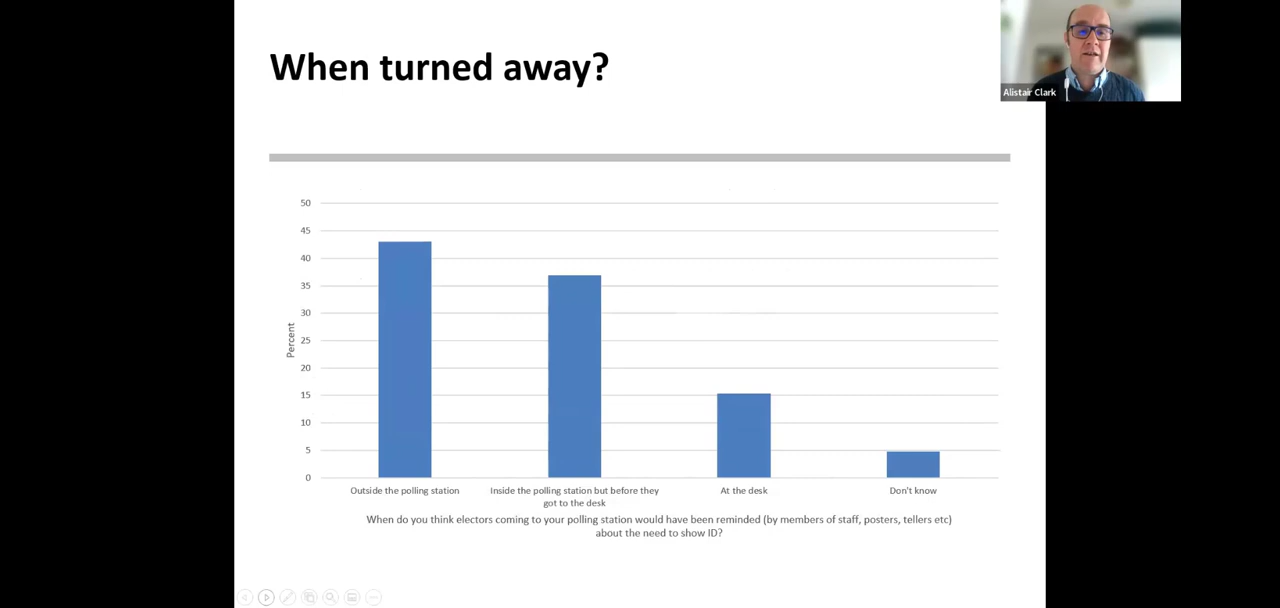 When turned away?
Alistair Clark
50
45
40
35
30
25
20
15
10
5
0
Percent
Outside the polling station
Inside the polling station but before they
got to the desk
At the desk
Don't know
When do you think electors coming to your polling station would have been reminded (by members of staff, posters, tellers etc)
about the need to show ID?